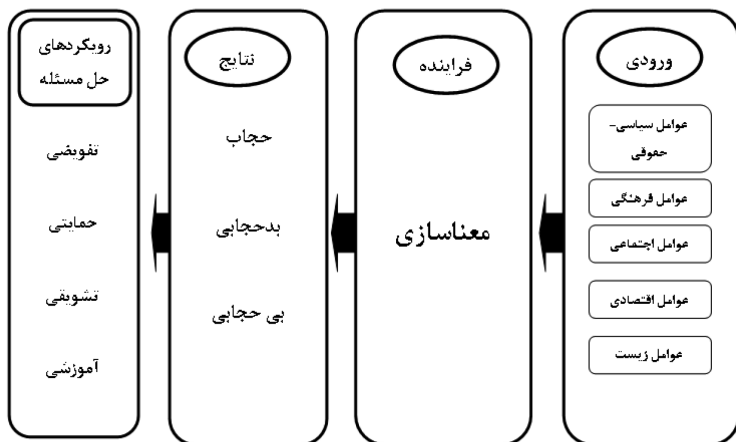 ورودی
عوامل سیاسی-
حقوقی
عوامل فرهنگی
عوامل اجتماعی
عوامل اقتصادی
عوامل زیست
فراینده
معناسازی
نتایج
حجاب
بدحجابی
بی حجابی
رویکردهای
حل مسئله
تفویضی
حمایتی
تشویقی
آموزشی